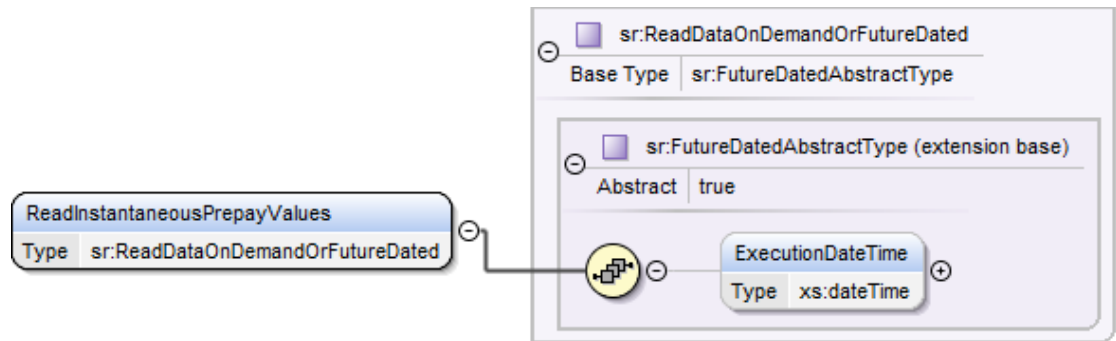 sr:ReadDataOnDemandOrFutureDated
Base Type sr:FutureDatedAbstractType
sr:FutureDatedAbstractType (extension base)
Abstract true
ReadInstantaneousPrepayValues
Type sr:ReadDataOnDemandOrFutureDated
ExecutionDateTime
Type xs:dateTime